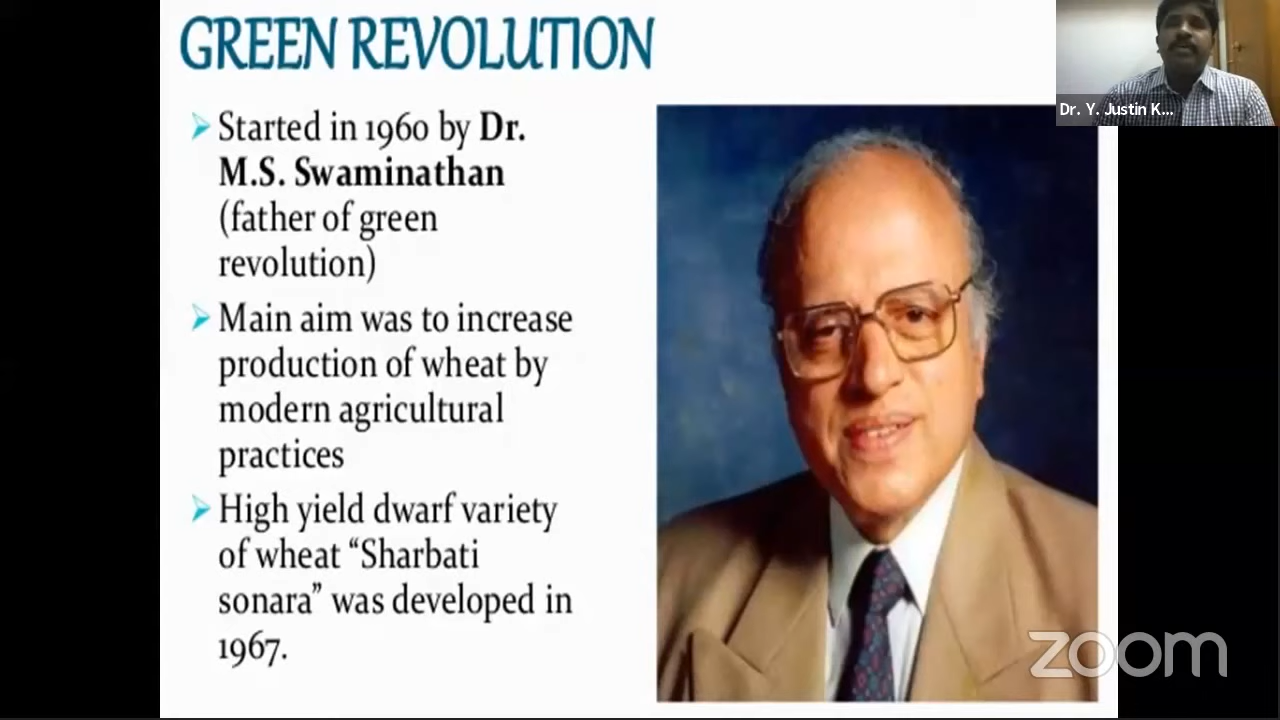 GREEN REVOLUTION
Started in 1960 by Dr.
M.S. Swaminathan
(father of green
revolution)
Main aim was to increase
production of wheat by
modern agricultural
practices
High yield dwarf variety
of wheat “Sharbati
sonara” was developed in
1967.
Dr. Y. Justin K...
zoom